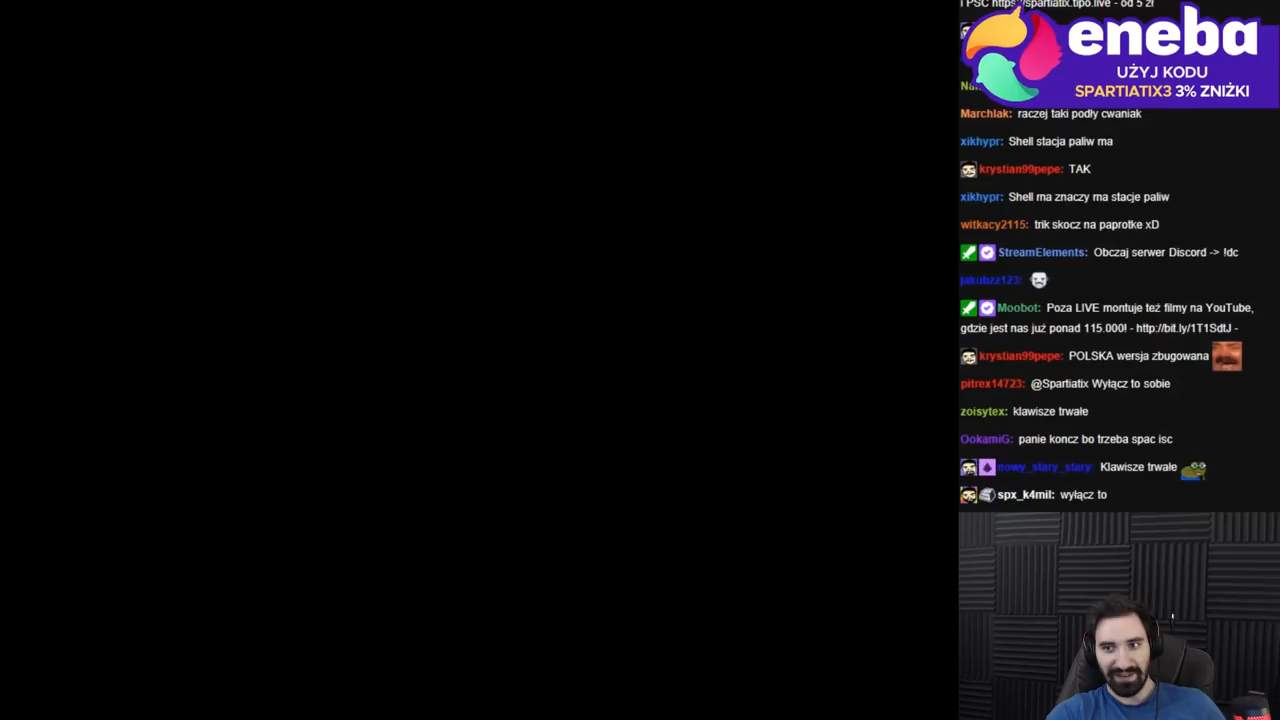 i PSC https://spartiatix.tipo.live - od 5 zł
eneba
UŻYJ KODU
SPARTIATIX3 3% ZNIŻKI
Marchlak: raczej taki podły cwaniak
xikhypr: Shell stacja paliw ma
krystian99pepe: TAK
xikhypr: Shell ma znaczy ma stacje paliw
witkacy2115: trik skocz na paprotke xD
StreamElements: Obczaj serwer Discord -> !dc
jakubzz123:
Moobot: Poza LIVE montuje też filmy na YouTube,
gdzie jest nas już ponad 115.000! - http://bit.ly/1T1SdtJ -
krystian99pepe: POLSKA wersja zbugowana
pitrex14723: @Spartiatix Wyłącz to sobie
zoisytex: klawisze trwałe
OokamiG: panie koncz bo trzeba spac isc
nowy_stary_stary: Klawisze trwałe
spx_k4mil: wyłącz to